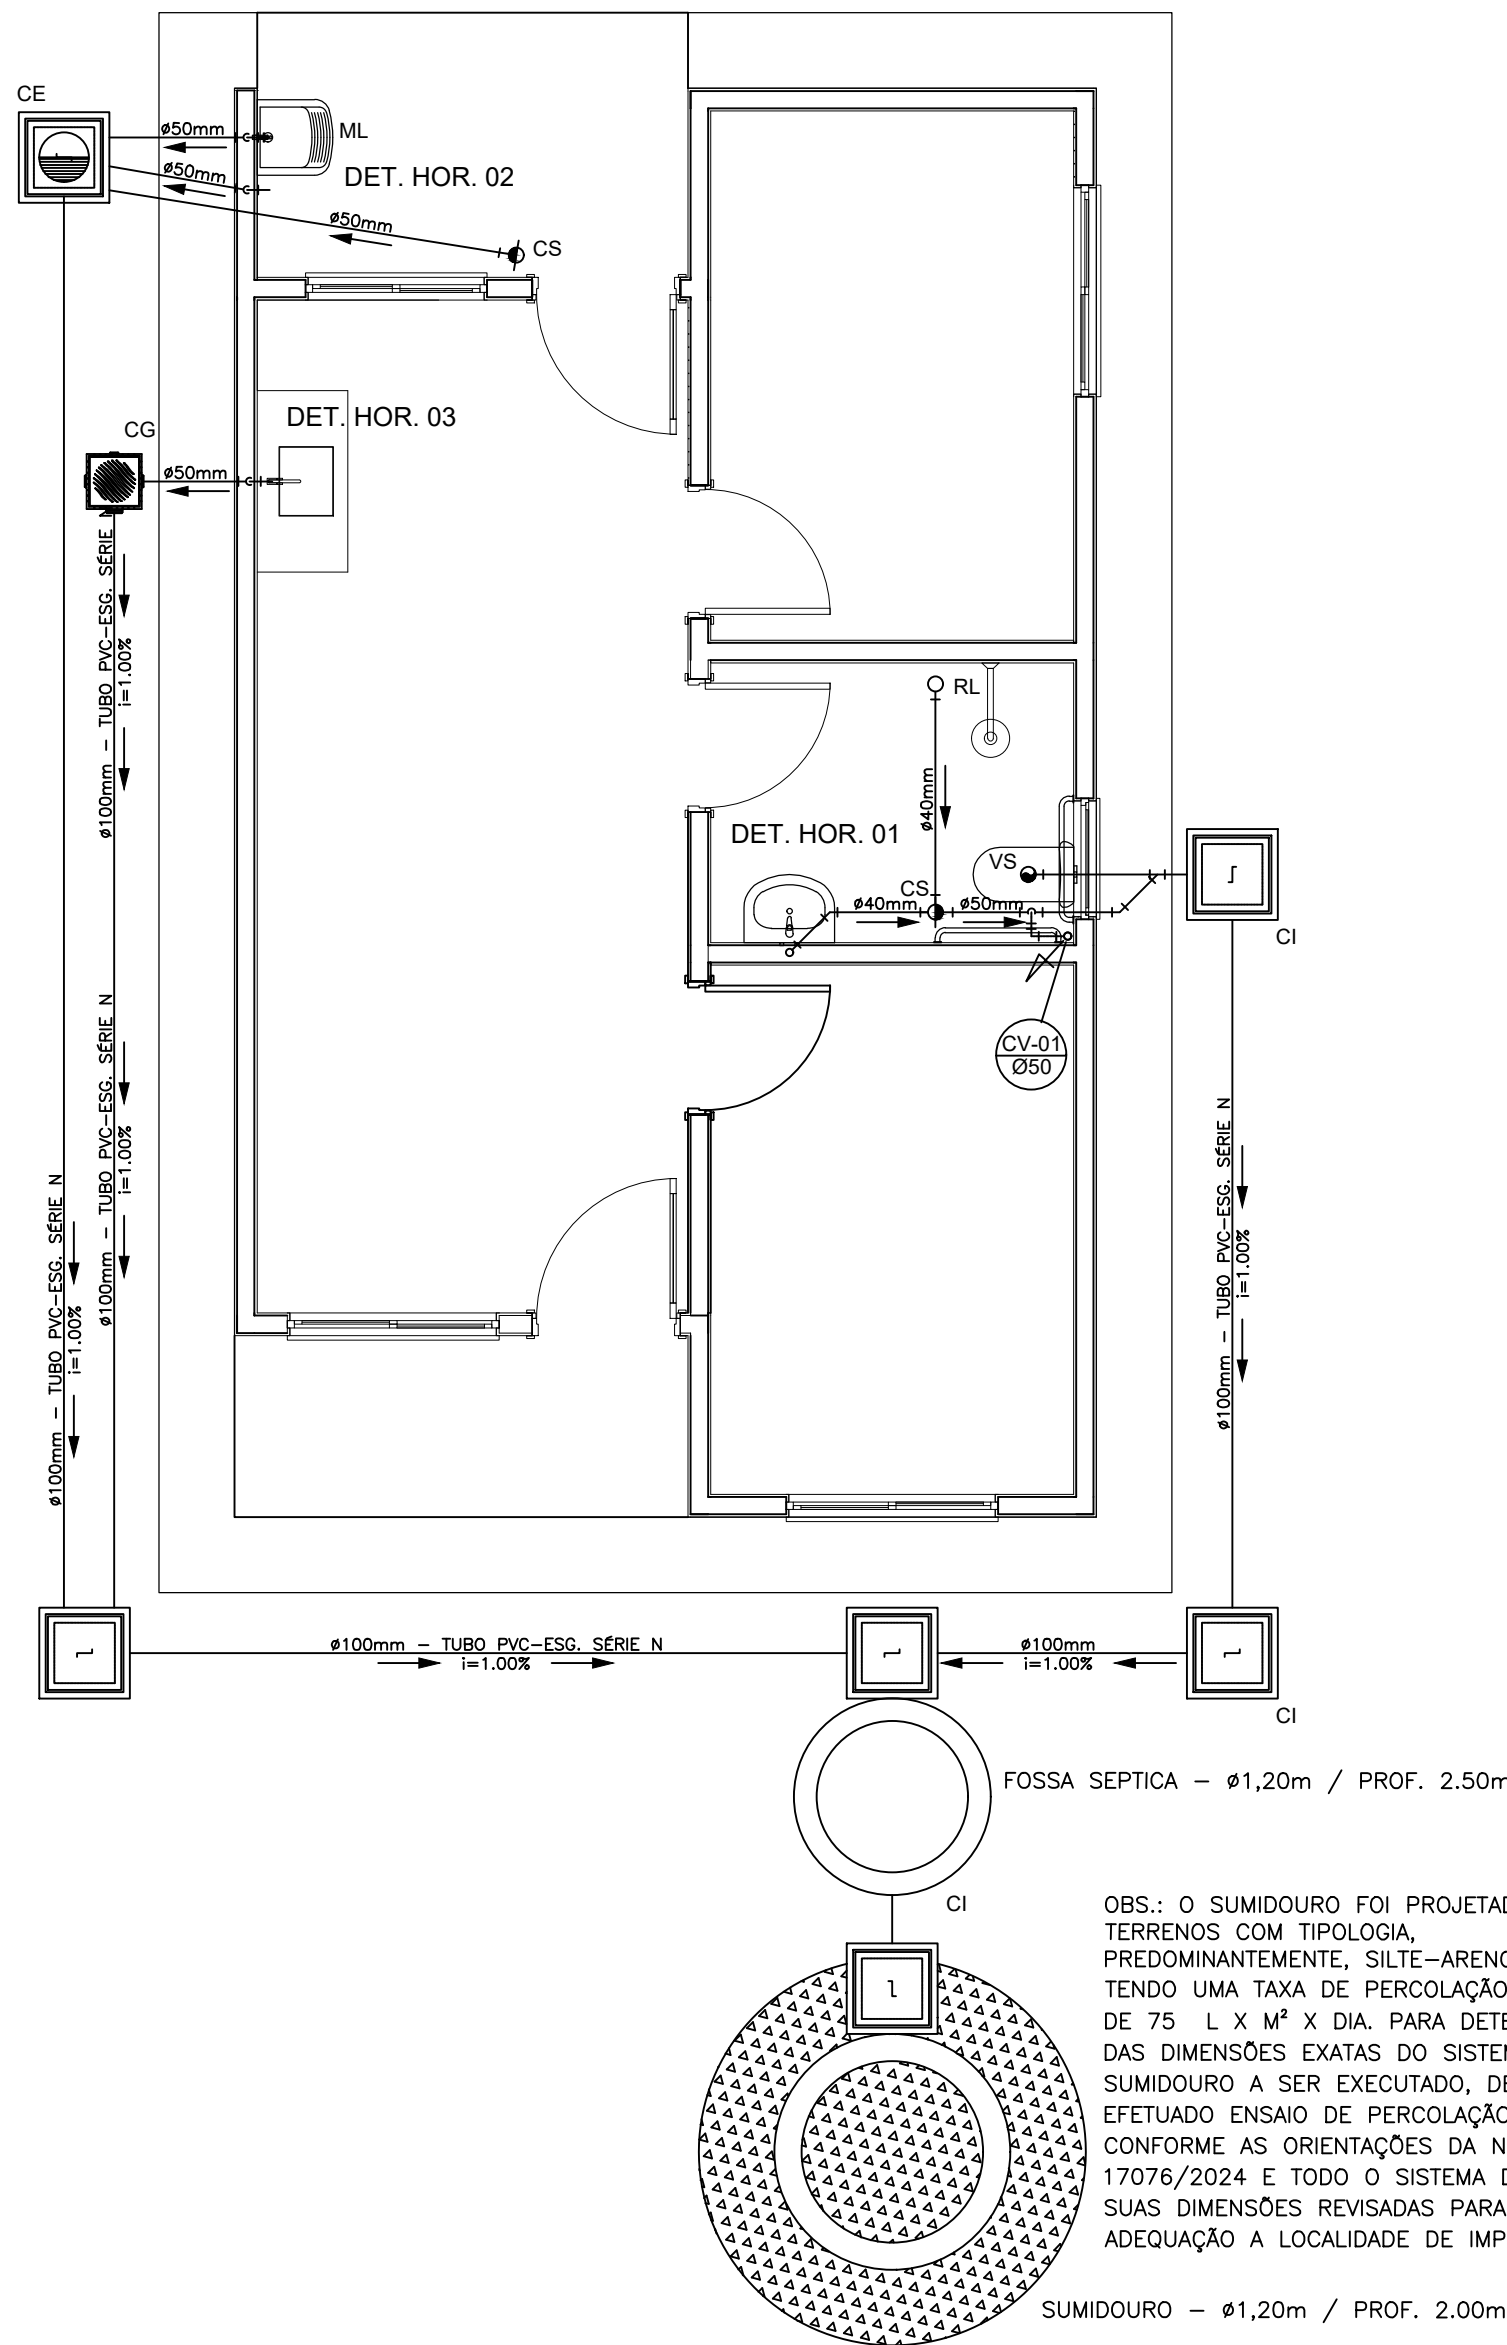 CE
ø50mm
ML
DET. HOR. 02
ø50mm
ø50mm
CS
DET. HOR. 03
CG
ø50mm
ø100mm – TUBO PVC–ESG. SÉRIE N
i=1.00%
RL
ø40mm
DET. HOR. 01
VS
CS
ø40mm
ø50mm
CI
CV-01
Ø50
ø100mm – TUBO PVC–ESG. SÉRIE N
i=1.00%
ø100mm – TUBO PVC–ESG. SÉRIE N
i=1.00%
ø100mm – TUBO PVC–ESG. SÉRIE N
i=1.00%
ø100mm – TUBO PVC–ESG. SÉRIE N
i=1.00%
ø100mm
i=1.00%
CI
FOSSA SEPTICA – ø1,20m / PROF. 2.50m
CI
OBS.: O SUMIDOURO FOI PROJETAD
TERRENOS COM TIPOLOGIA,
PREDOMINANTEMENTE, SILTE–ARENO
TENDO UMA TAXA DE PERCOLAÇÃO
DE 75 L X M² X DIA. PARA DETE
DAS DIMENSÕES EXATAS DO SISTEM
SUMIDOURO A SER EXECUTADO, DE
EFETUADO ENSAIO DE PERCOLAÇÃO
CONFORME AS ORIENTAÇÕES DA N
17076/2024 E TODO O SISTEMA D
SUAS DIMENSÕES REVISADAS PARA
ADEQUAÇÃO A LOCALIDADE DE IMP
SUMIDOURO – ø1,20m / PROF. 2.00m